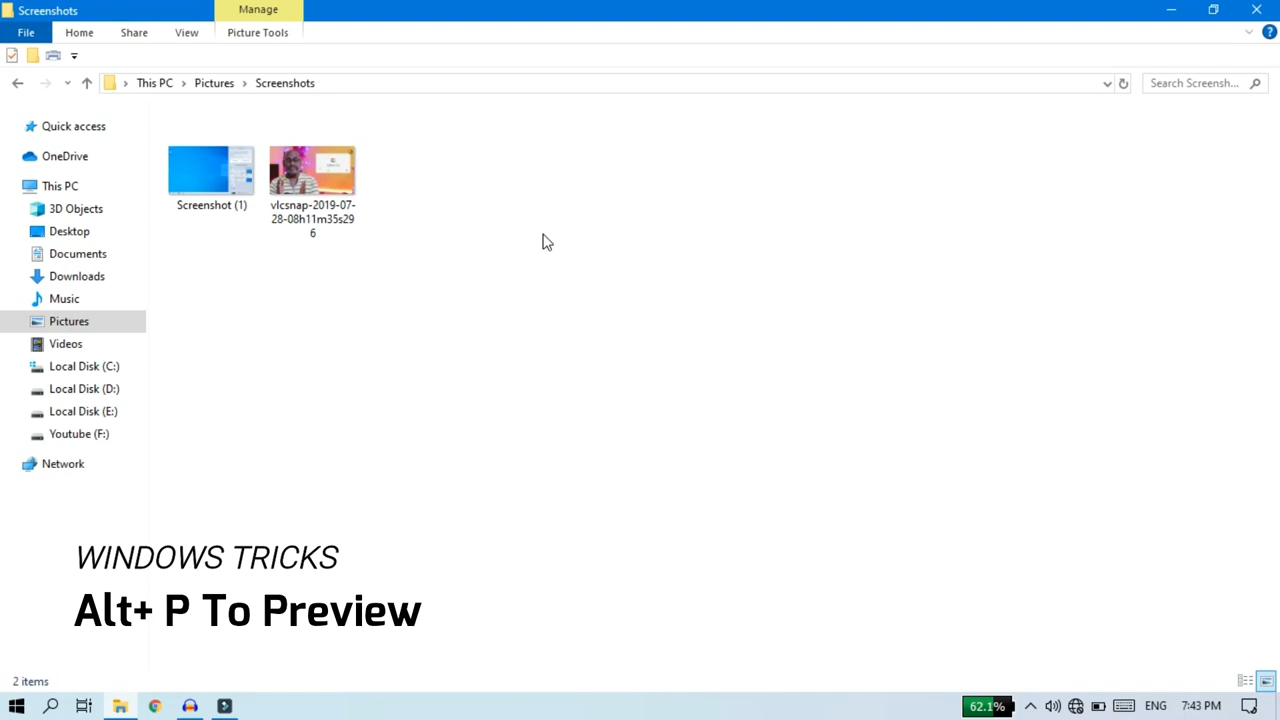 Screenshots
Manage
File
Home
Share
View
Picture Tools
This PC
Pictures
Screenshots
Search Screensh...
Quick access
OneDrive
This PC
3D Objects
Desktop
Documents
Downloads
Music
Pictures
Videos
Local Disk (C:)
Local Disk (D:)
Local Disk (E:)
Youtube (F:)
Network
Screenshot (1)
vlcsnap-2019-07-
28-08h11m35s29
6
WINDOWS TRICKS
Alt+ P To Preview
2 items
62.1%
ENG
7:43 PM